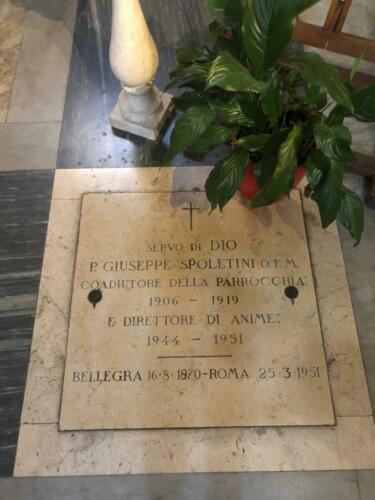 SERVO DI DIO
P. GIUSEPPE SPOLETINI O.F.M.
COADIUTORE DELLA PARROCCHIA:
1906 - 1919
E DIRETTORE DI ANIME:
1944 - 1951
BELLEGRA 16·8·1870-ROMA 25·3·1951